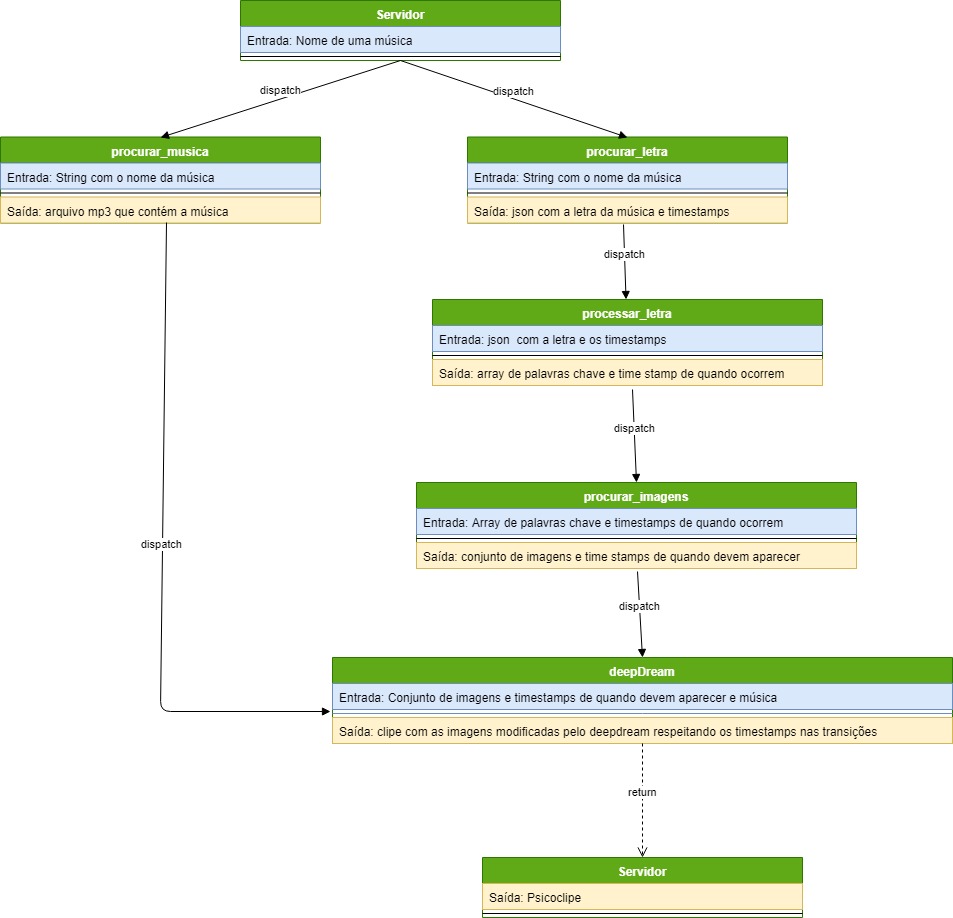 Servidor
Entrada: Nome de uma música
dispatch
dispatch
procurar_musica
Entrada: String com o nome da música
Saída: arquivo mp3 que contém a música
procurar_letra
Entrada: String com o nome da música
Saída: json com a letra da música e timestamps
dispatch
processar_letra
Entrada: json  com a letra e os timestamps
Saída: array de palavras chave e time stamp de quando ocorrem
dispatch
procurar_imagens
Entrada: Array de palavras chave e timestamps de quando ocorrem
Saída: conjunto de imagens e time stamps de quando devem aparecer
dispatch
dispatch
deepDream
Entrada: Conjunto de imagens e timestamps de quando devem aparecer e música
Saída: clipe com as imagens modificadas pelo deepdream respeitando os timestamps nas transições
return
Servidor
Saída: Psicoclipe